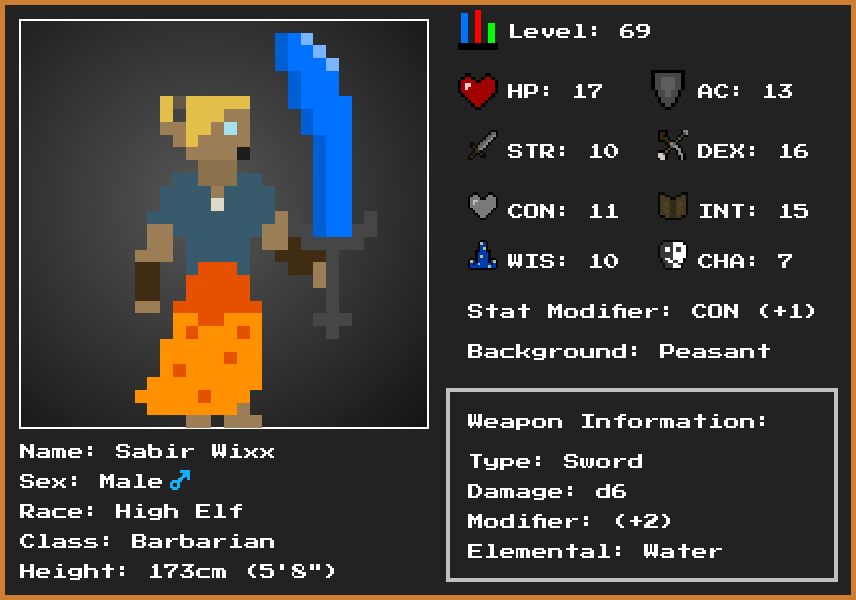 Level: 69
HP: 17
AC: 13
STR: 10
DEX: 16
CON: 11
INT: 15
WIS: 10
CHA: 7
Stat Modifier: CON (+1)
Background: Peasant
Weapon Information:
Type: Sword
Damage: d6
Modifier: (+2)
Elemental: Water
Name: Sabir Wixx
Sex: Male♂
Race: High Elf
Class: Barbarian
Height: 173cm (5'8")